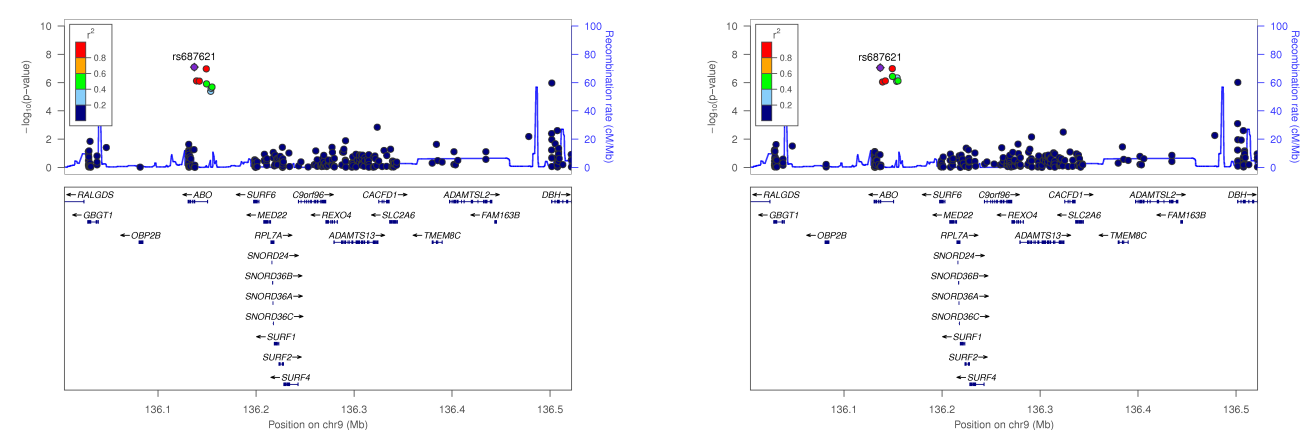 10
8
6
4
2
0
−log10(p−value)
r2
0.8
0.6
0.4
0.2
rs687621
100
80
60
40
20
0
Recombination rate (cM/Mb)
←RALGDS ←ABO ←SURF6 C9orf96→ CACFD1→ ADAMTSL2→ DBH→
←GBGT1 ←MED22 ←REXO4 ←SLC2A6 ←FAM163B
←OBP2B RPL7A→ ADAMTS13→ ←TMEM8C
SNORD24→
SNORD36B→
SNORD36A→
SNORD36C→
←SURF1
SURF2→
←SURF4
136.1 136.2 136.3 136.4 136.5
Position on chr9 (Mb)
10
8
6
4
2
0
−log10(p−value)
r2
0.8
0.6
0.4
0.2
rs687621
100
80
60
40
20
0
Recombination rate (cM/Mb)
←RALGDS ←ABO ←SURF6 C9orf96→ CACFD1→ ADAMTSL2→ DBH→
←GBGT1 ←MED22 ←REXO4 ←SLC2A6 ←FAM163B
←OBP2B RPL7A→ ADAMTS13→ ←TMEM8C
SNORD24→
SNORD36B→
SNORD36A→
SNORD36C→
←SURF1
SURF2→
←SURF4
136.1 136.2 136.3 136.4 136.5
Position on chr9 (Mb)